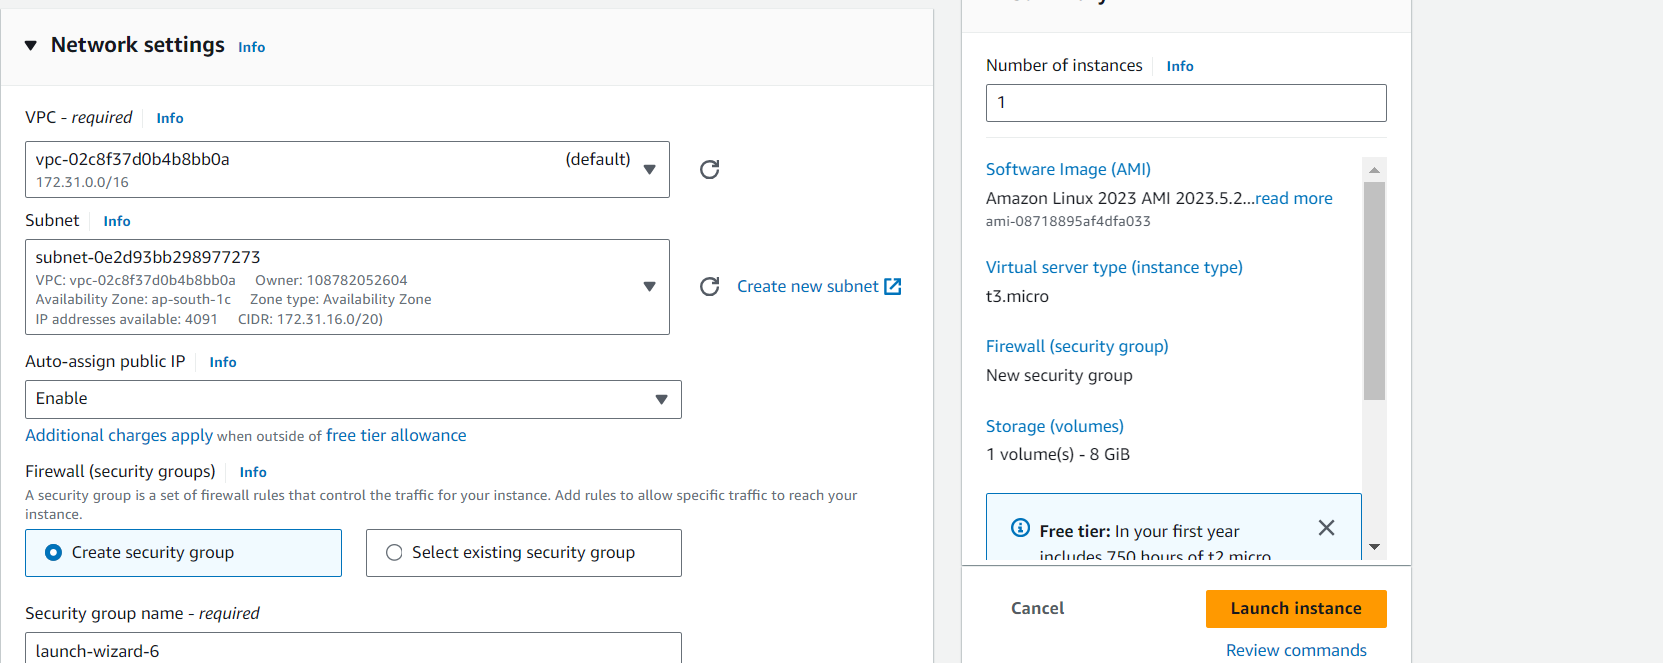 Network settings Info
VPC - required Info
vpc-02c8f37d0b4b8bb0a (default)
172.31.0.0/16
Subnet Info
subnet-0e2d93bb298977273
VPC: vpc-02c8f37d0b4b8bb0a Owner: 108782052604
Availability Zone: ap-south-1c Zone type: Availability Zone
IP addresses available: 4091 CIDR: 172.31.16.0/20)
Create new subnet
Auto-assign public IP Info
Enable
Additional charges apply when outside of free tier allowance
Firewall (security groups) Info
A security group is a set of firewall rules that control the traffic for your instance. Add rules to allow specific traffic to reach your
instance.
Create security group
Select existing security group
Security group name - required
launch-wizard-6
Number of instances Info
1
Software Image (AMI)
Amazon Linux 2023 AMI 2023.5.2...read more
ami-08718895af4dfa033
Virtual server type (instance type)
t3.micro
Firewall (security group)
New security group
Storage (volumes)
1 volume(s) - 8 GiB
Free tier: In your first year
includes 750 hours of t2.micro
Cancel
Launch instance
Review commands